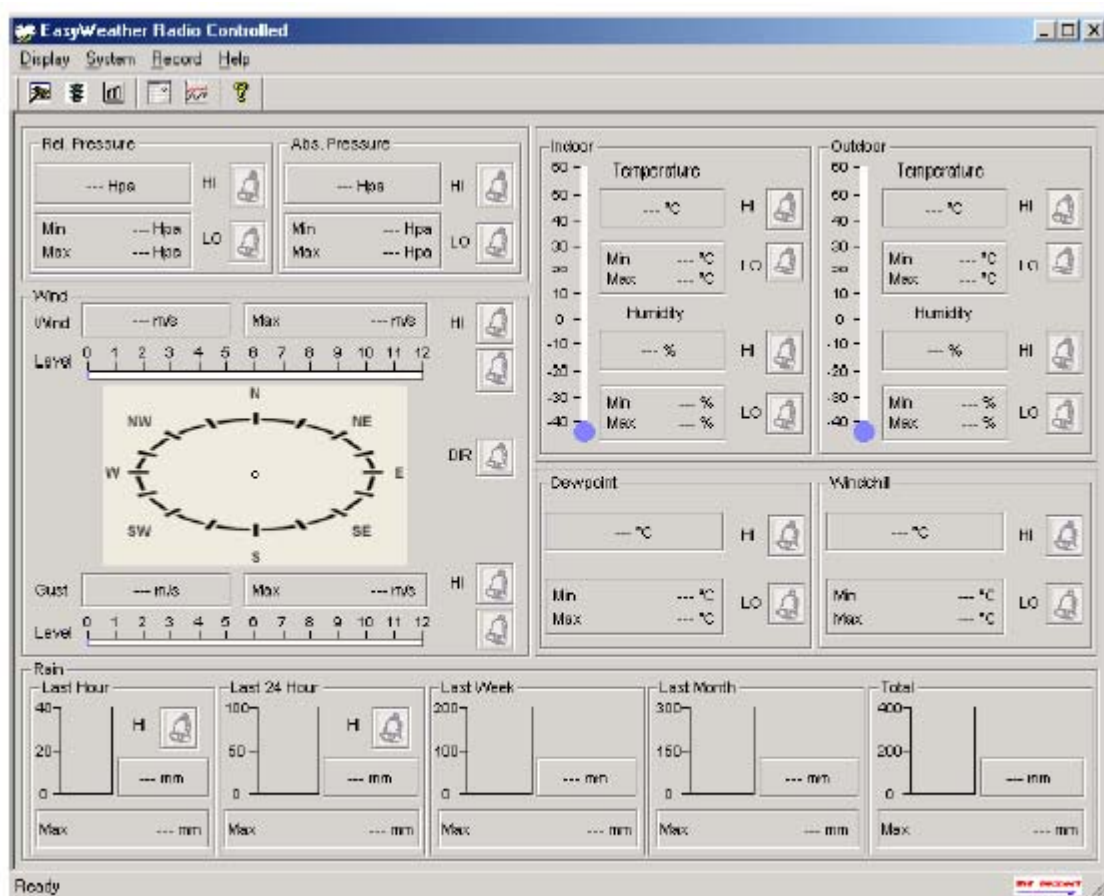 EasyWeather Radio Controlled
Display System Record Help
Rel. Pressure
--- Hpa
HI
Min --- Hpa
Max --- Hpa
LO
Abs. Pressure
--- Hpa
HI
Min --- Hpa
Max --- Hpa
LO
Wind
Wind --- m/s Max --- m/s HI
Level 0 1 2 3 4 5 6 7 8 9 10 11 12
N
NW NE
W E
SW SE
S
DIR
Gust --- m/s Max --- m/s HI
Level 0 1 2 3 4 5 6 7 8 9 10 11 12
Indoor
60
50
40
30
20
10
0
-10
-20
-30
-40
Temperature
--- °C HI
Min --- °C
Max --- °C
LO
Humidity
--- % HI
Min --- %
Max --- %
LO
Outdoor
60
50
40
30
20
10
0
-10
-20
-30
-40
Temperature
--- °C HI
Min --- °C
Max --- °C
LO
Humidity
--- % HI
Min --- %
Max --- %
LO
Dewpoint
--- °C HI
Min --- °C
Max --- °C
LO
Windchill
--- °C HI
Min --- °C
Max --- °C
LO
Rain
Last Hour
40
20
0
HI
--- mm
Max --- mm
Last 24 Hour
100
50
0
HI
--- mm
Max --- mm
Last Week
200
100
0
--- mm
Max --- mm
Last Month
300
150
0
--- mm
Max --- mm
Total
400
200
0
--- mm
Max --- mm
Ready